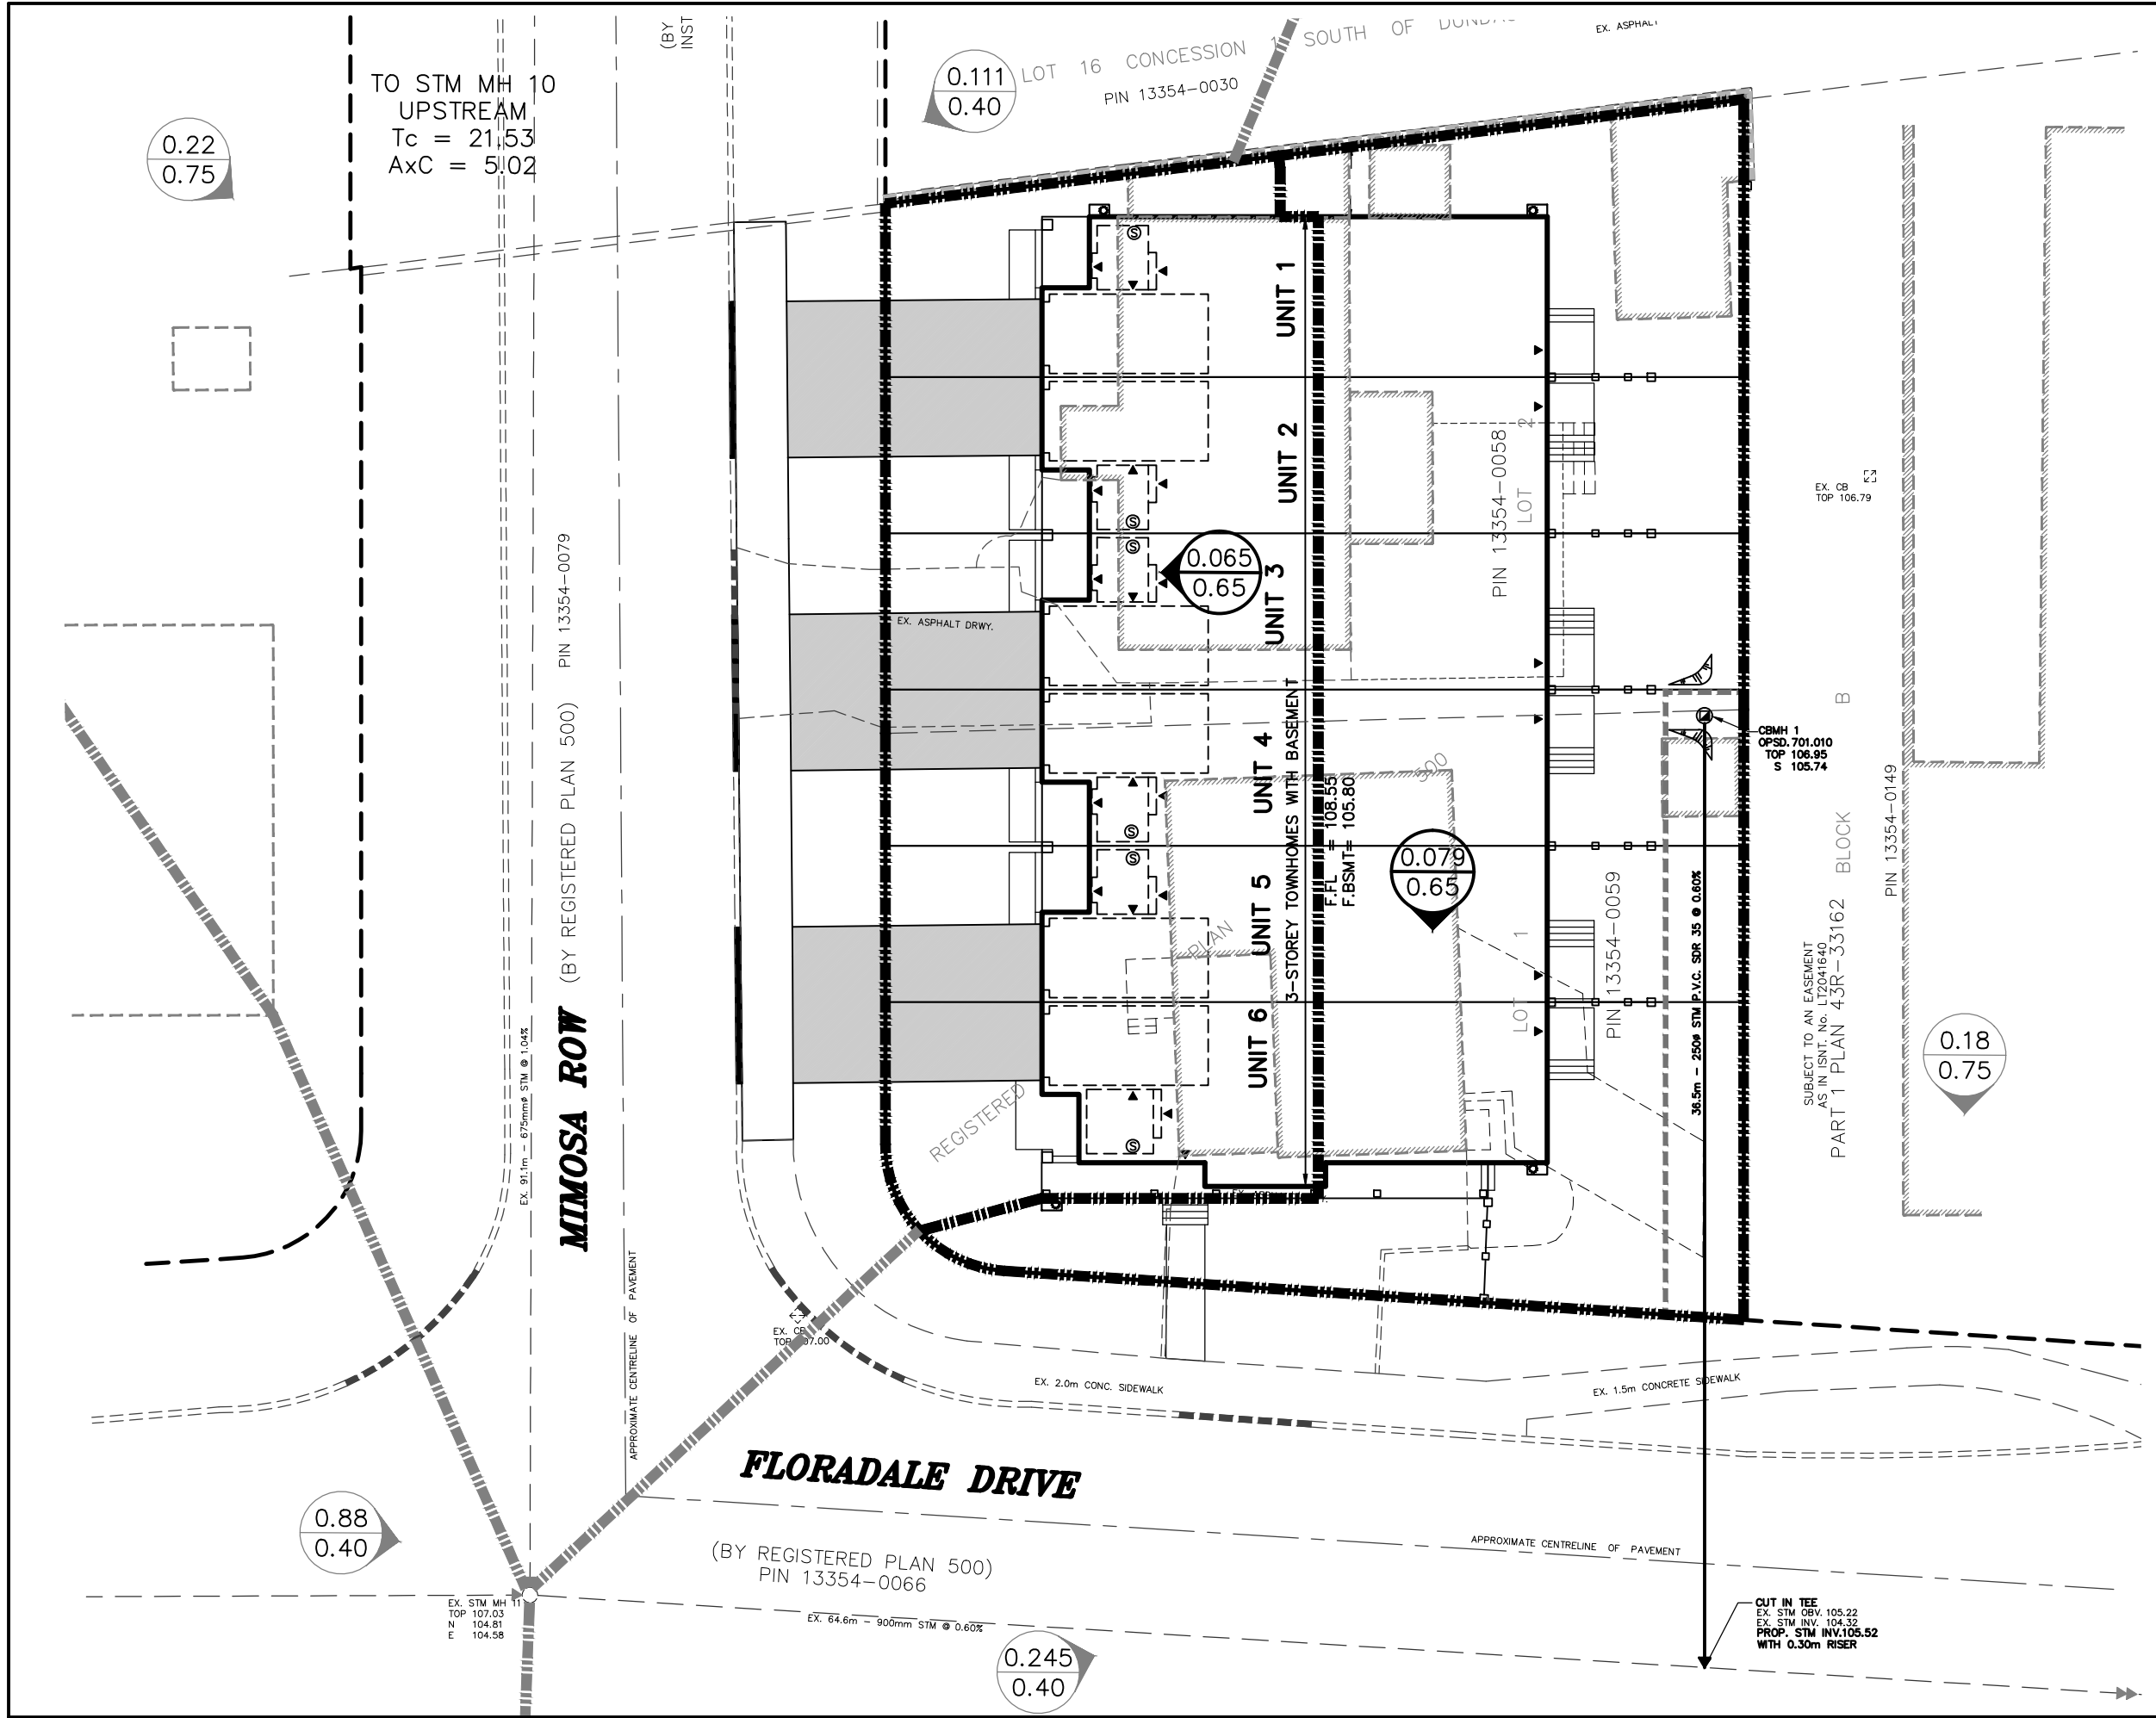 (BY
INST
LOT 16 CONCESSION 1 SOUTH OF
PIN 13354-0030
EX. ASPHALT
0.111
0.40
TO STM MH 10
UPSTREAM
Tc = 21.53
AxC = 5.02
0.22
0.75
UNIT 1
UNIT 2
UNIT 3
UNIT 4
UNIT 5
UNIT 6
S
S
S
S
S
S
3-STOREY TOWNHOMES WITH BASEMENT
F.FL = 108.55
F.BSMT= 105.80
0.065
0.65
0.079
0.65
PIN 13354-0058
LOT 2
PIN 13354-0059
LOT 1
REGISTERED PLAN 500
EX. ASPHALT DRWY.
EX. CB
TOP 106.79
CBMH 1
OPSD.701.010
TOP 106.95
S 105.74
36.5m - 250ø STM P.V.C. SDR 35 @ 0.60%
SUBJECT TO AN EASEMENT
AS IN ISNT. No. LT2041640
PART 1 PLAN 43R-33162 BLOCK B
PIN 13354-0149
0.18
0.75
MIMOSA ROW
(BY REGISTERED PLAN 500) PIN 13354-0079
EX. 91.1m - 675mmø STM @ 1.04%
APPROXIMATE CENTRELINE OF PAVEMENT
EX. CB
TOP 107.00
EX. 2.0m CONC. SIDEWALK
EX. 1.5m CONCRETE SIDEWALK
FLORADALE DRIVE
(BY REGISTERED PLAN 500)
PIN 13354-0066
APPROXIMATE CENTRELINE OF PAVEMENT
0.88
0.40
EX. STM MH 11
TOP 107.03
N 104.81
E 104.58
EX. 64.6m - 900mm STM @ 0.60%
0.245
0.40
CUT IN TEE
EX. STM OBV. 105.22
EX. STM INV. 104.32
PROP. STM INV.105.52
WITH 0.30m RISER